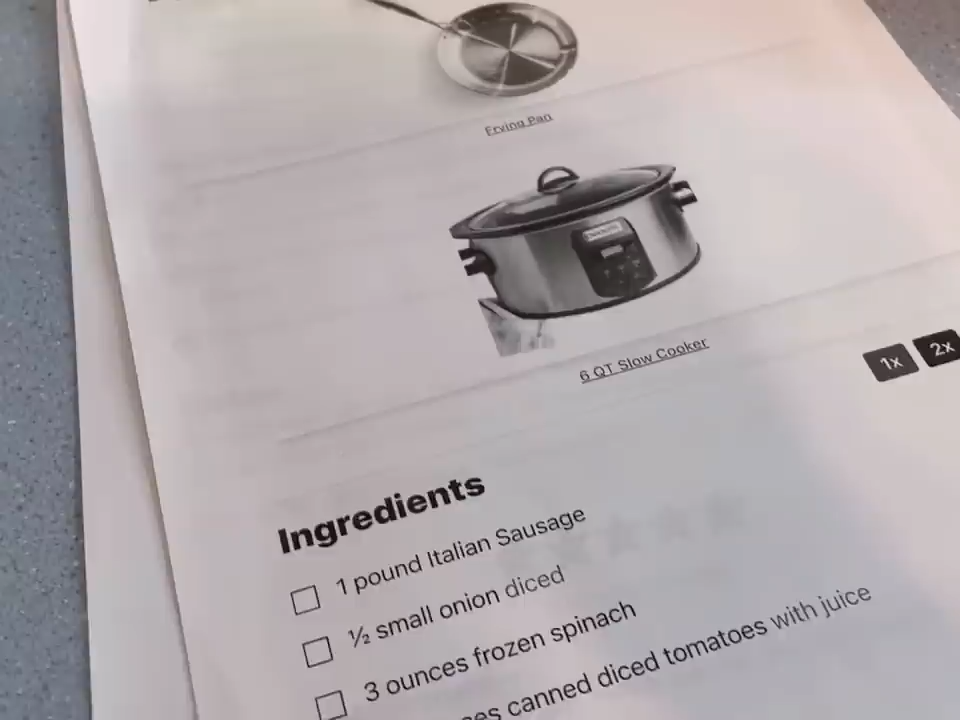 Frying Pan
6 QT Slow Cooker
1x 2x
Ingredients
1 pound Italian Sausage
½ small onion diced
3 ounces frozen spinach
canned diced tomatoes with juice